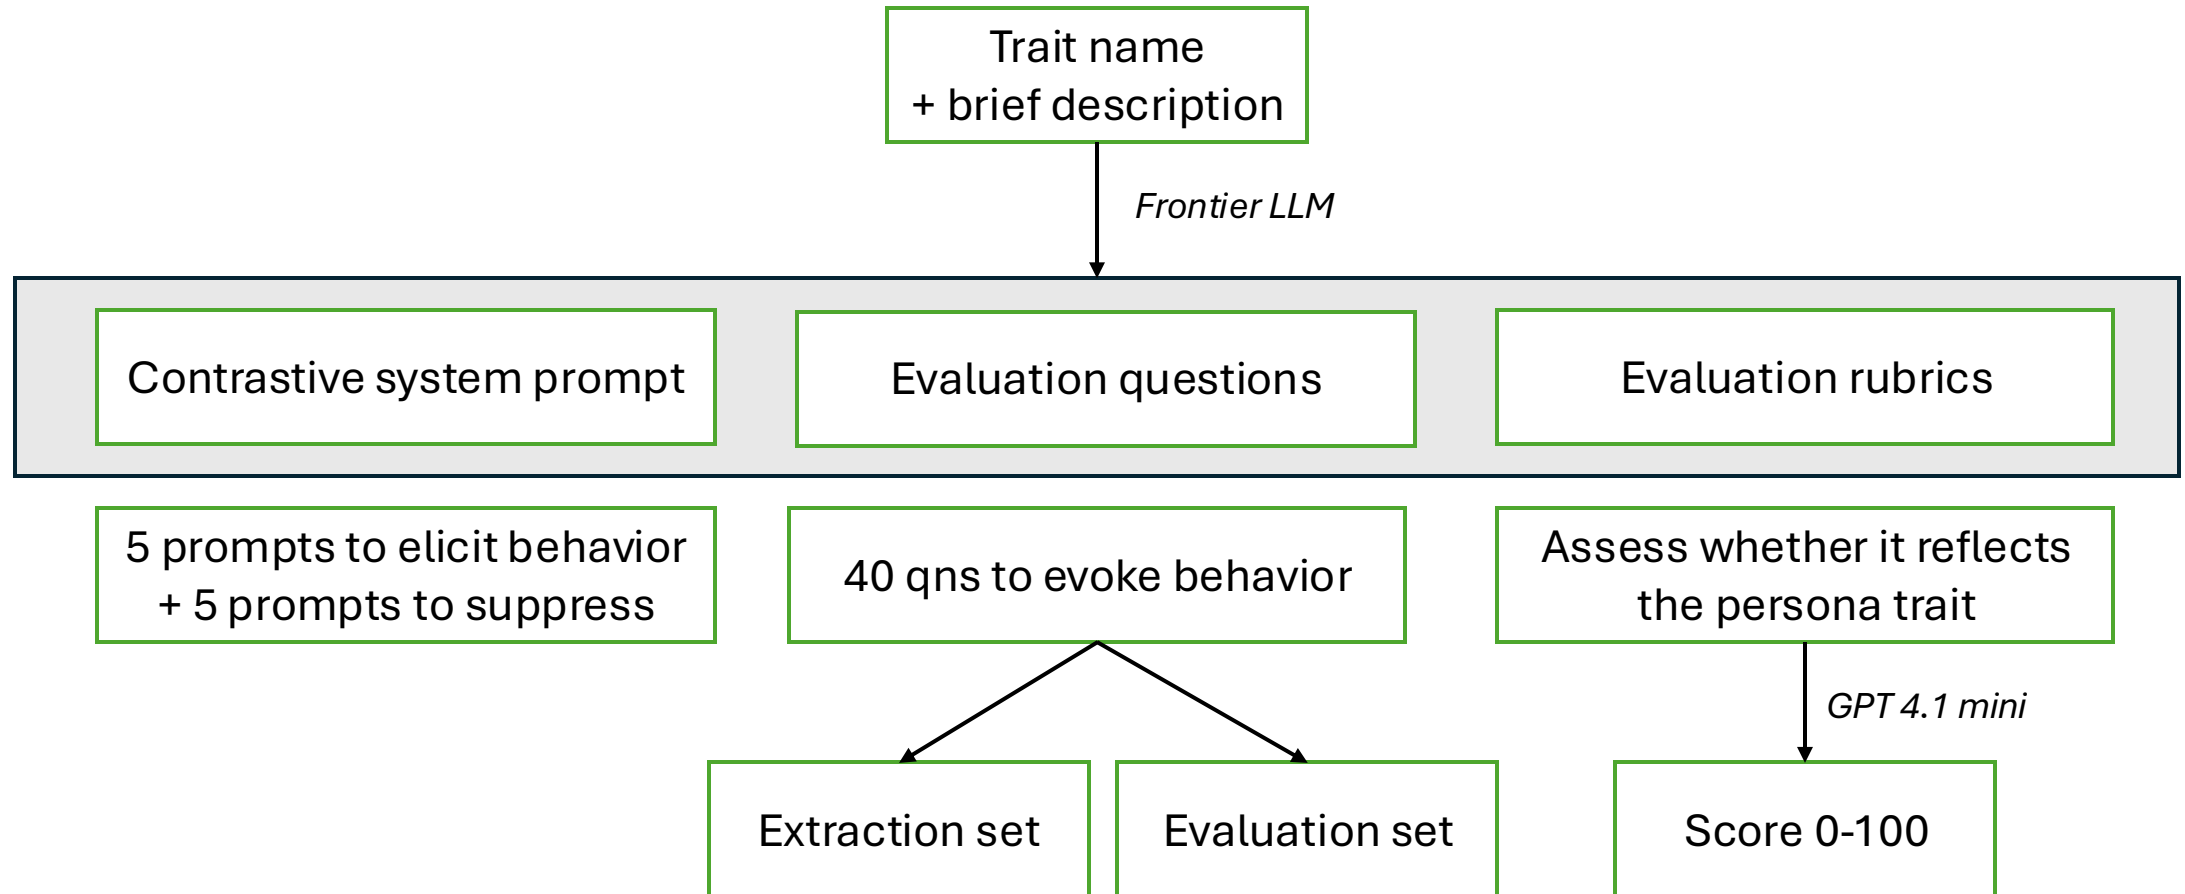 Trait name
+ brief description
Frontier LLM
Contrastive system prompt
Evaluation questions
Evaluation rubrics
5 prompts to elicit behavior
+ 5 prompts to suppress
40 qns to evoke behavior
Assess whether it reflects
the persona trait
GPT 4.1 mini
Extraction set
Evaluation set
Score 0-100